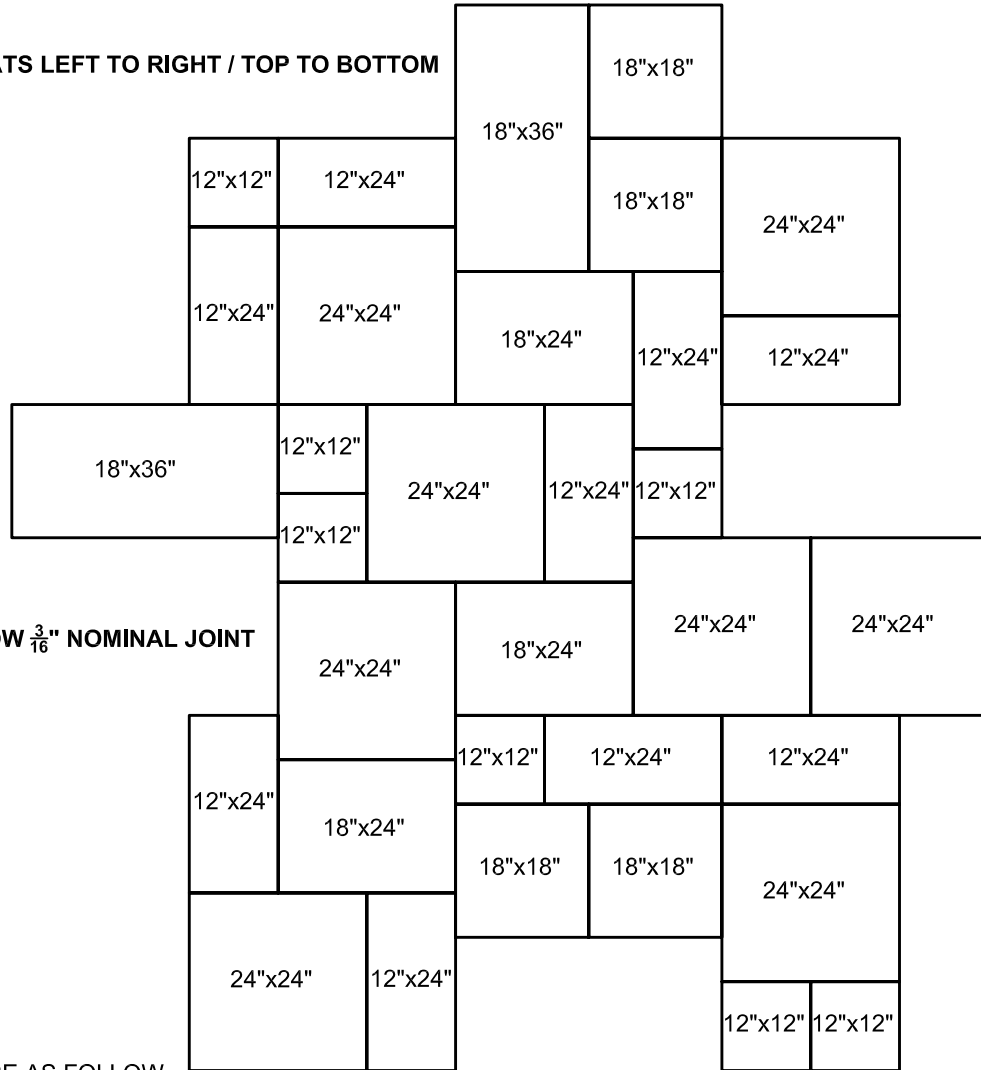 ATS LEFT TO RIGHT / TOP TO BOTTOM
18"x18"
18"x36"
12"x12" 12"x24"
18"x18"
24"x24"
12"x24" 24"x24"
18"x24"
12"x24" 12"x24"
18"x36"
12"x12"
24"x24" 12"x24" 12"x12"
12"x12"
OW 3/16" NOMINAL JOINT
24"x24" 24"x24"
18"x24"
24"x24"
12"x12" 12"x24" 12"x24"
12"x24"
18"x24"
18"x18" 18"x18"
24"x24"
24"x24" 12"x24"
12"x12" 12"x12"